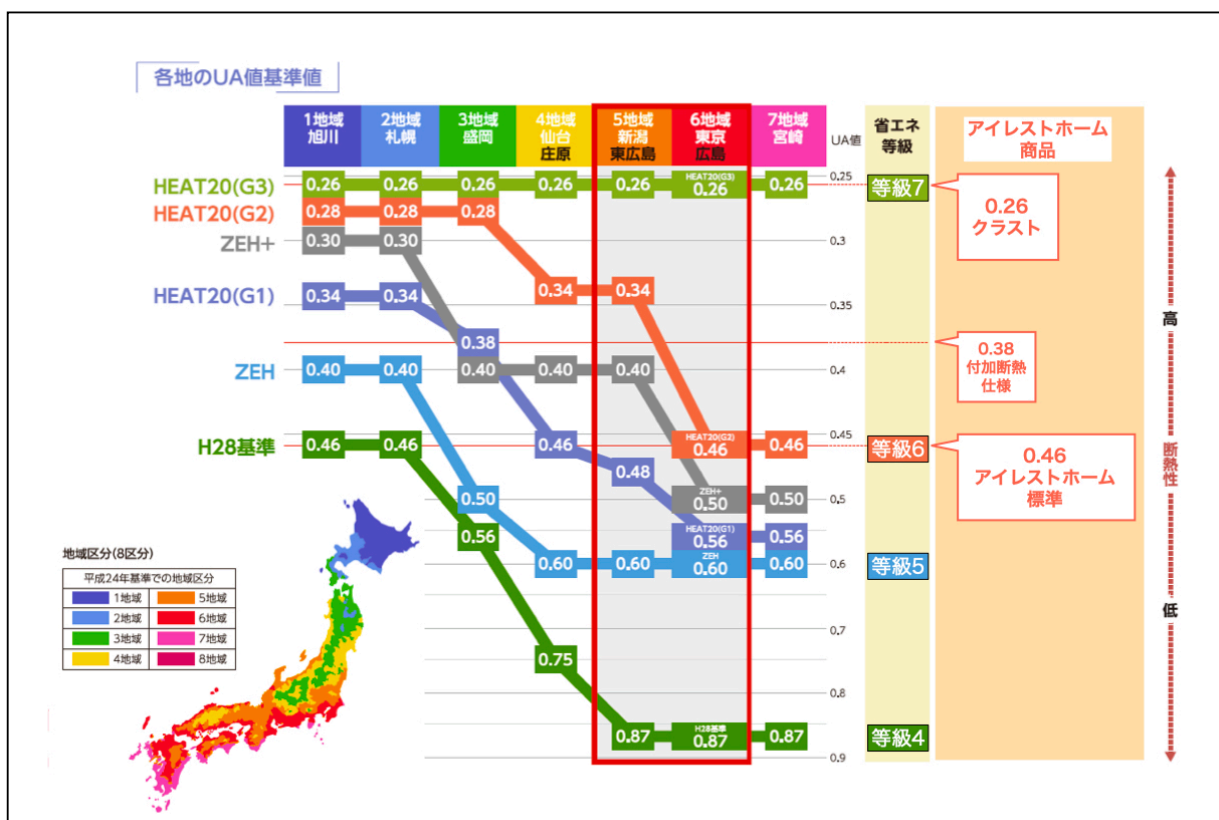 各地のUA値基準値
1地域
旭川
2地域
札幌
3地域
盛岡
4地域
仙台
庄原
5地域
新潟
東広島
6地域
東京
広島
7地域
宮崎
UA値
省エネ
等級
アイレストホーム
商品
HEAT20(G3)
0.26
0.26
0.26
0.26
0.26
HEAT20(G3)
0.26
0.26
0.25
等級7
0.26
クラスト
HEAT20(G2)
0.28
0.28
0.28
0.34
0.34
HEAT20(G2)
0.46
0.46
ZEH+
0.30
0.30
0.40
0.40
0.40
ZEH+
0.50
0.50
0.3
HEAT20(G1)
0.34
0.34
0.38
0.46
0.48
HEAT20(G1)
0.56
0.56
0.35
高
0.38
付加断熱
仕様
ZEH
0.40
0.40
0.50
0.60
0.60
ZEH
0.60
0.60
0.4
H28基準
0.46
0.46
0.56
0.75
0.87
H28基準
0.87
0.87
0.45
等級6
0.46
アイレストホーム
標準
断熱性
0.5
0.6
等級5
低
0.7
0.8
等級4
0.9
地域区分(8区分)
平成24年基準での地域区分
1地域
5地域
2地域
6地域
3地域
7地域
4地域
8地域